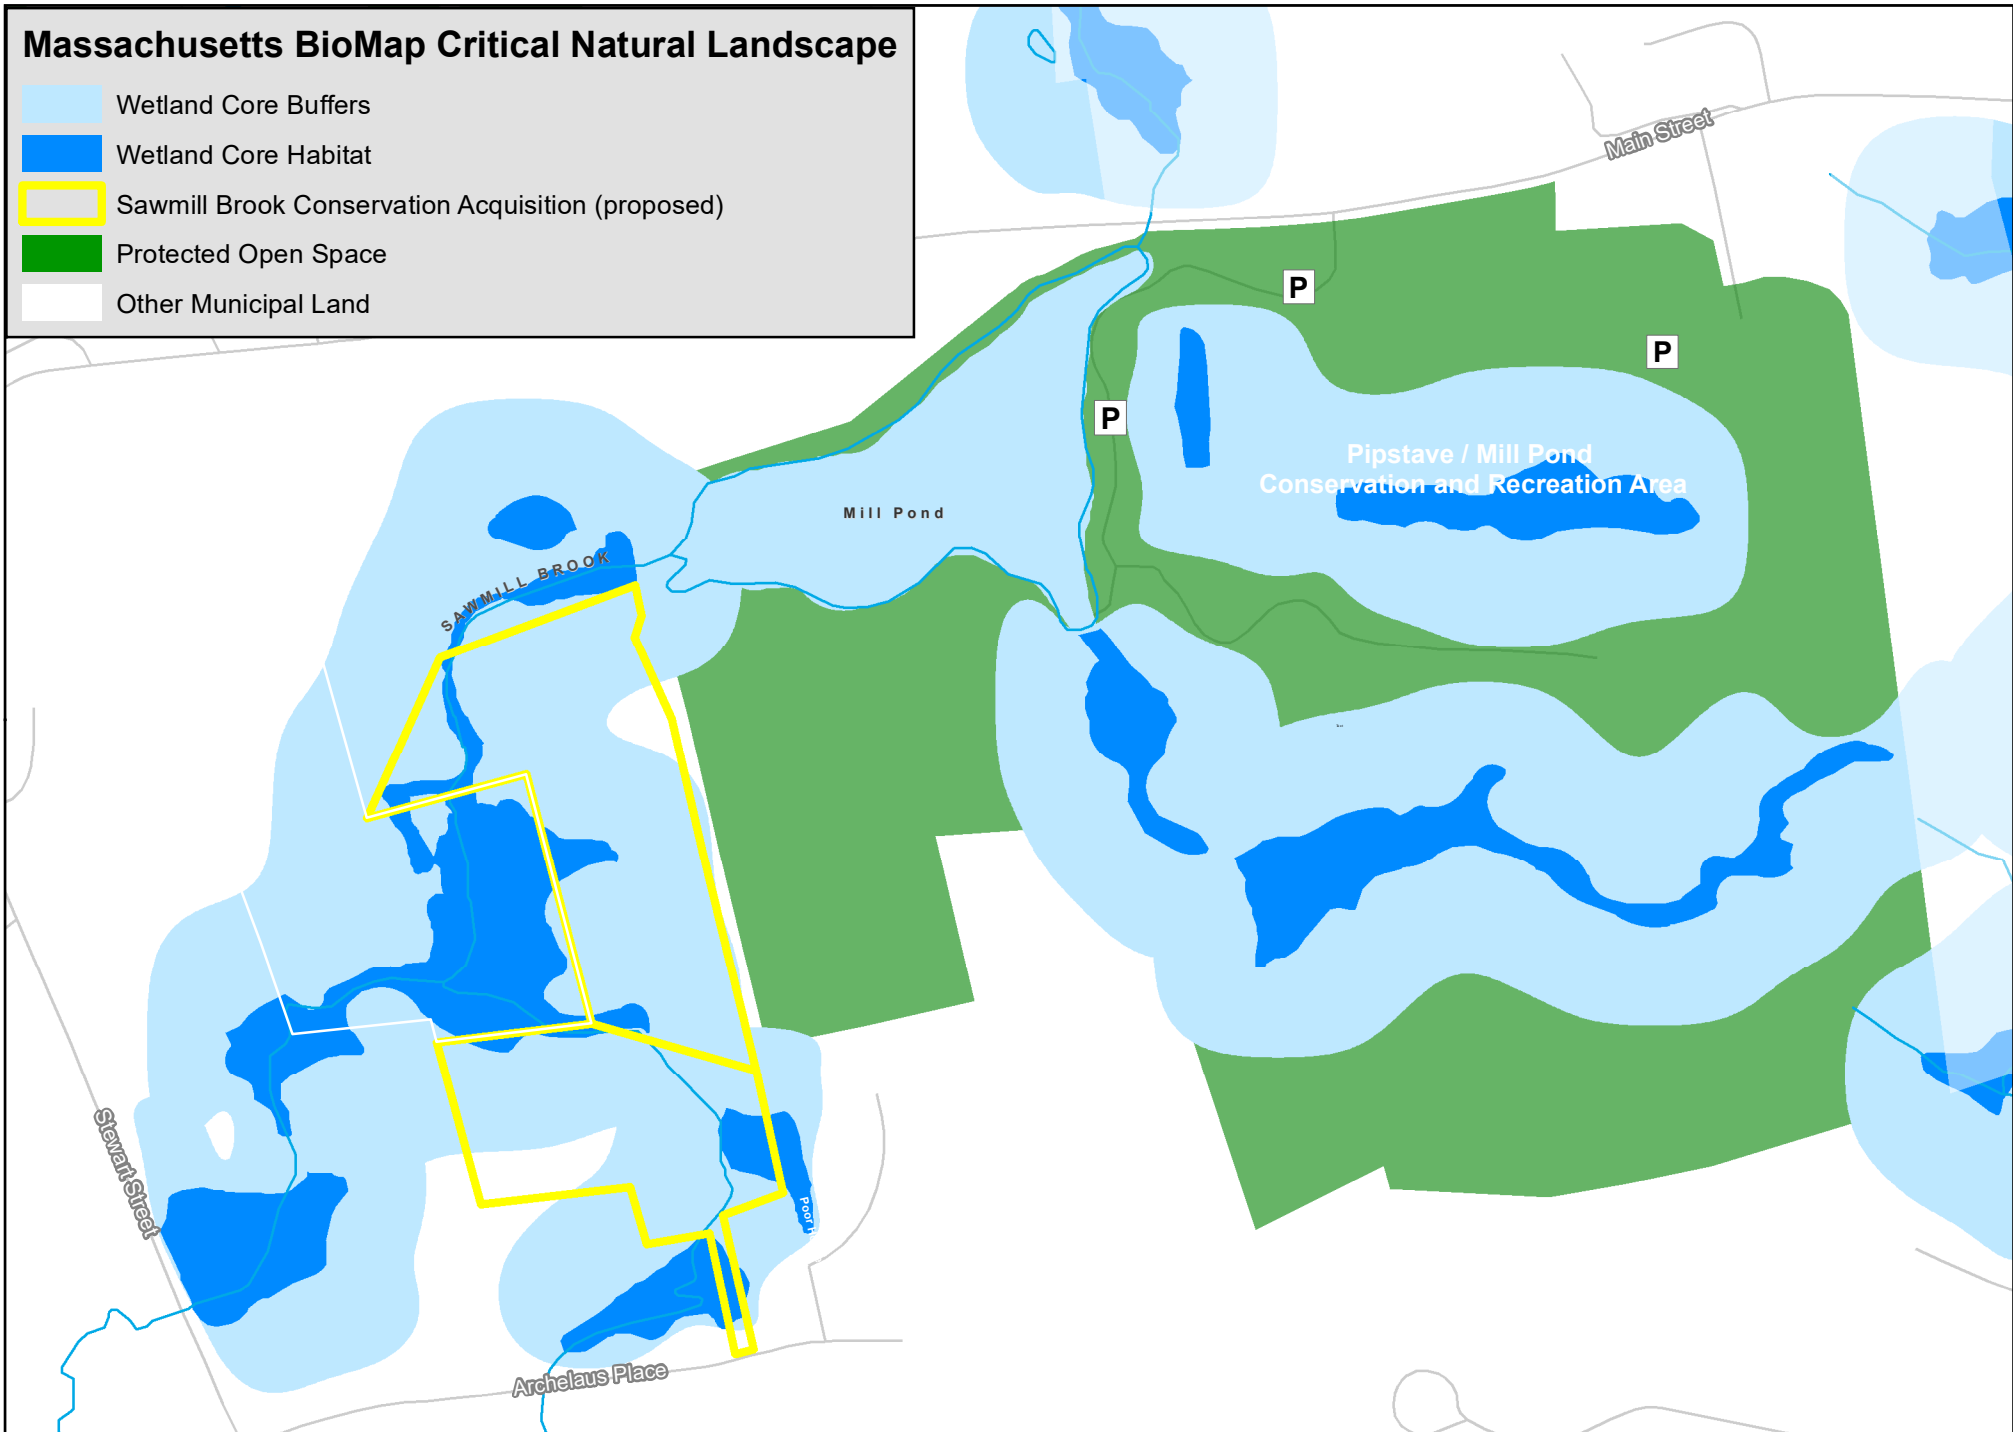 Massachusetts BioMap Critical Natural Landscape
Wetland Core Buffers
Wetland Core Habitat
Sawmill Brook Conservation Acquisition (proposed)
Protected Open Space
Other Municipal Land
Main Street
P
P
P
Pipstave / Mill Pond
Conservation and Recreation Area
Mill Pond
SAWMILL BROOK
Stewart Street
Poor
Archelaus Place